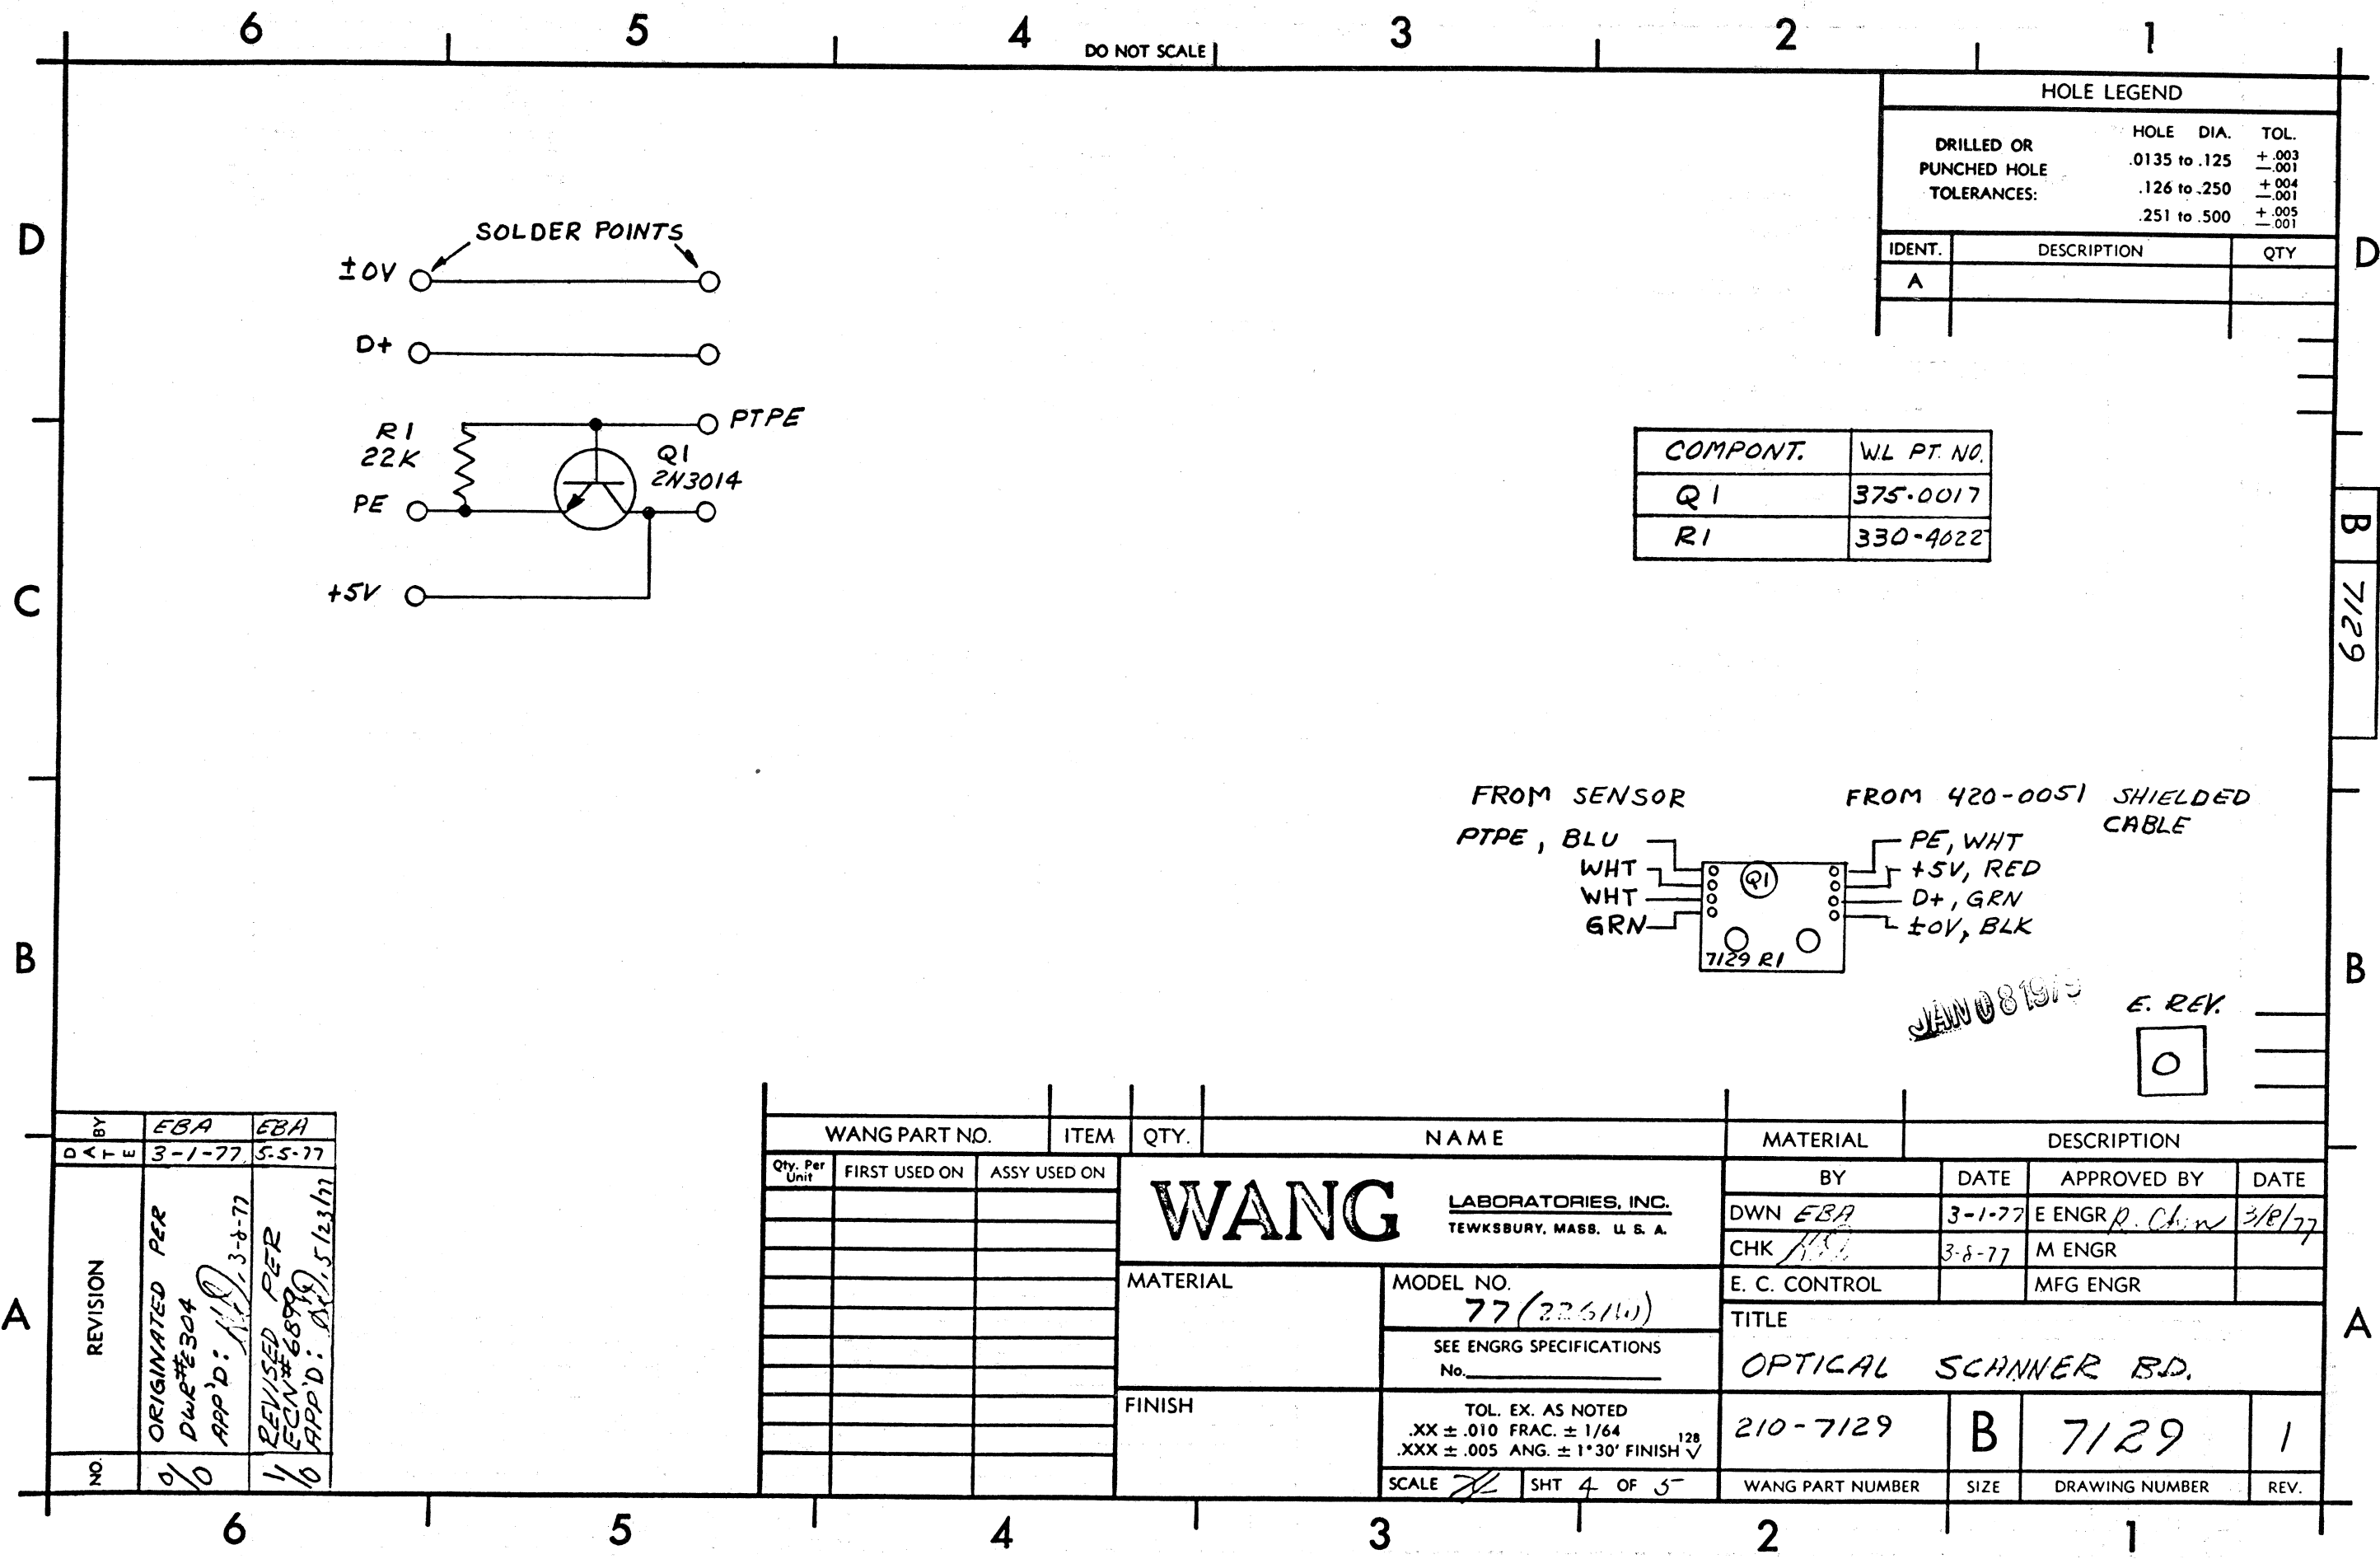 6 5 4 3 2 1
DO NOT SCALE
HOLE LEGEND
DRILLED OR PUNCHED HOLE TOLERANCES:
HOLE DIA. TOL.
.0135 to .125 + .003 — .001
.126 to .250 + 004 — .001
.251 to .500 + .005 — .001
IDENT. DESCRIPTION QTY
A
D
D
SOLDER POINTS
±0V
D+
PTPE
R1
22K
Q1
2N3014
PE
+5V
COMPONT. W.L PT. NO.
Q1 375-0017
R1 330-4022
B
7129
C
FROM SENSOR
PTPE, BLU
WHT
WHT
GRN
FROM 420-0051 SHIELDED
CABLE
PE, WHT
+5V, RED
D+, GRN
±0V, BLK
Q1
7129 R1
B
B
E. REV.
0
BY EBA EBA
DATE 3-1-77 5-5-77
REVISION
ORIGINATED PER
APP'D: 3-8-77
REVISED PER
APP'D: 5/23/77
NO. 0/0 1/0
WANG PART NO. ITEM QTY. NAME MATERIAL DESCRIPTION
Qty. Per Unit FIRST USED ON ASSY USED ON
WANG LABORATORIES, INC.
TEWKSBURY, MASS. U. S. A.
BY DATE APPROVED BY DATE
DWN EBA 3-1-77 E ENGR R. Chin 3/8/77
CHK 3-8-77 M ENGR
E. C. CONTROL MFG ENGR
MATERIAL
MODEL NO.
77
SEE ENGRG SPECIFICATIONS
No.
TITLE
OPTICAL SCANNER BD.
FINISH
TOL. EX. AS NOTED
.XX ± .010 FRAC. ± 1/64
.XXX ± .005 ANG. ± 1°30' FINISH 128 √
SCALE SHT 4 OF 5
210-7129 B 7129 1
WANG PART NUMBER SIZE DRAWING NUMBER REV.
A
A
6 5 4 3 2 1